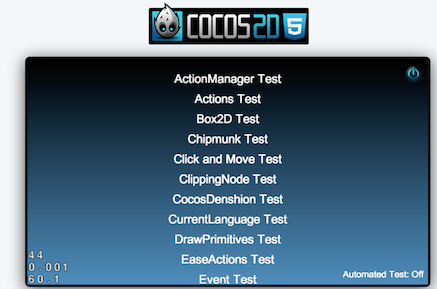 COCOS2D 5
ActionManager Test
Actions Test
Box2D Test
Chipmunk Test
Click and Move Test
ClippingNode Test
CocosDenshion Test
CurrentLanguage Test
DrawPrimitives Test
EaseActions Test
Event Test
44
0.001
60.1
Automated Test: Off